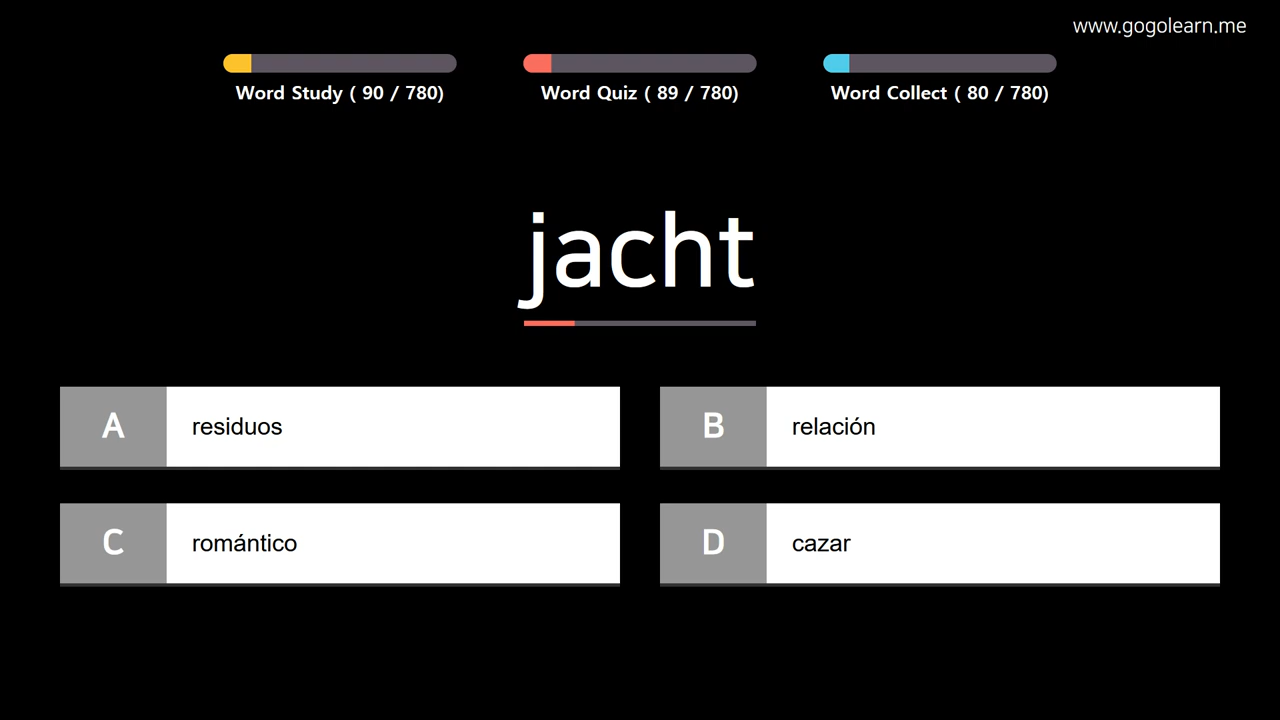 www.gogolearn.me
Word Study ( 90 / 780)
Word Quiz ( 89 / 780)
Word Collect ( 80 / 780)
jacht
A residuos
B relación
C romántico
D cazar